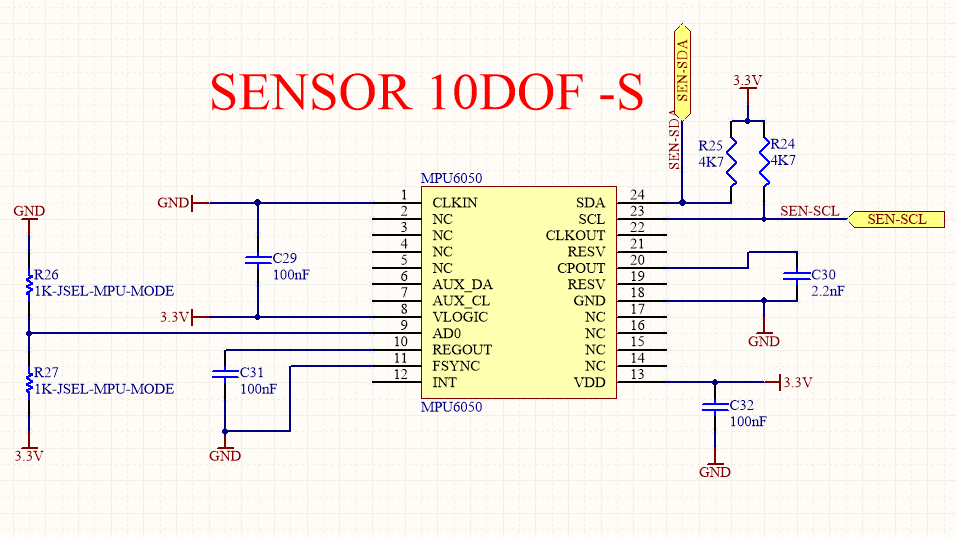 SENSOR 10DOF -S
SEN-SDA
SEN-SDA
3.3V
R25
4K7
R24
4K7
SEN-SCL
SEN-SCL
MPU6050
GND
1
CLKIN
2
NC
3
NC
4
NC
5
NC
6
AUX_DA
7
AUX_CL
8
VLOGIC
9
AD0
10
REGOUT
11
FSYNC
12
INT
24
SDA
23
SCL
22
CLKOUT
21
RESV
20
CPOUT
19
RESV
18
GND
17
NC
16
NC
15
NC
14
NC
13
VDD
MPU6050
GND
R26
1K-JSEL-MPU-MODE
R27
1K-JSEL-MPU-MODE
3.3V
C29
100nF
3.3V
C31
100nF
GND
C30
2.2nF
GND
3.3V
C32
100nF
GND